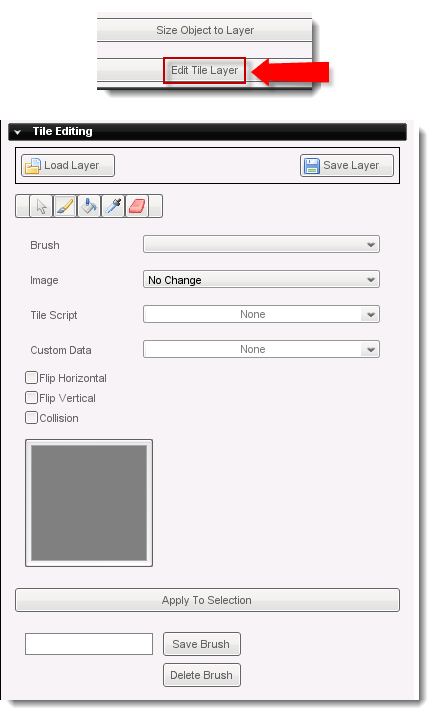 Size Object to Layer
Edit Tile Layer
Tile Editing
Load Layer
Save Layer
Brush
Image
No Change
Tile Script
None
Custom Data
None
Flip Horizontal
Flip Vertical
Collision
Apply To Selection
Save Brush
Delete Brush